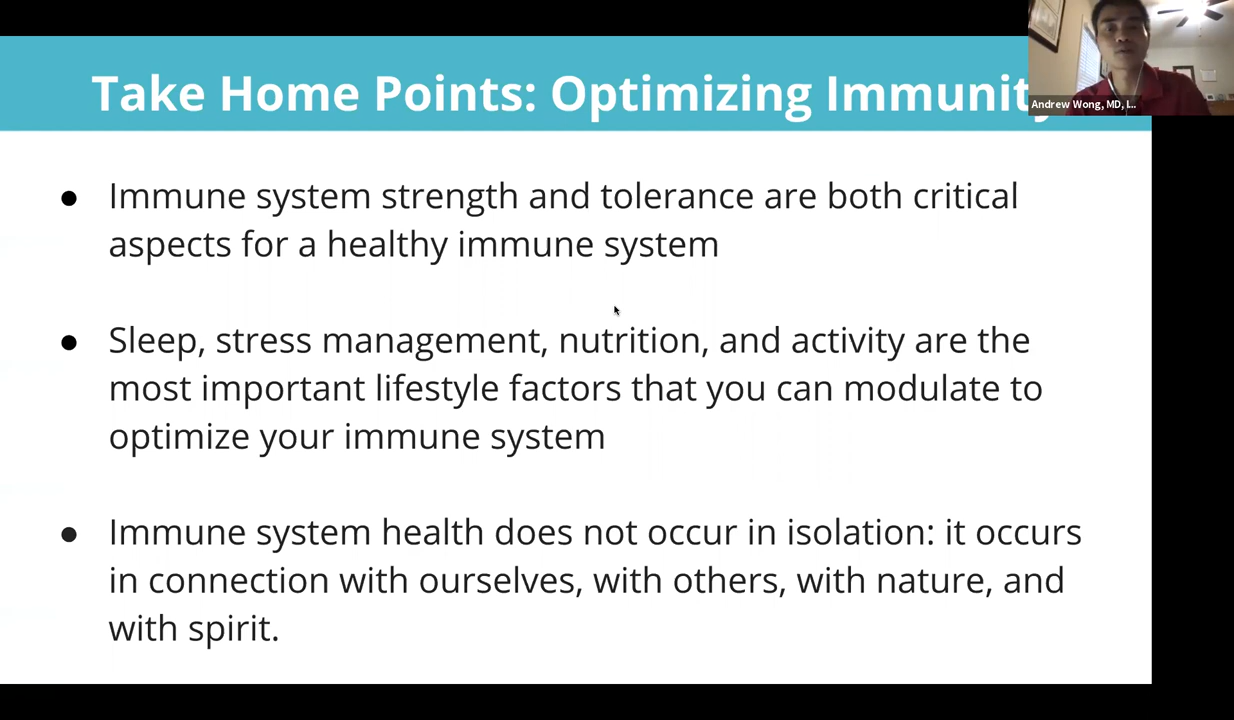 Take Home Points: Optimizing Immunity
Andrew Wong, MD, L..
● Immune system strength and tolerance are both critical
aspects for a healthy immune system
● Sleep, stress management, nutrition, and activity are the
most important lifestyle factors that you can modulate to
optimize your immune system
● Immune system health does not occur in isolation: it occurs
in connection with ourselves, with others, with nature, and
with spirit.